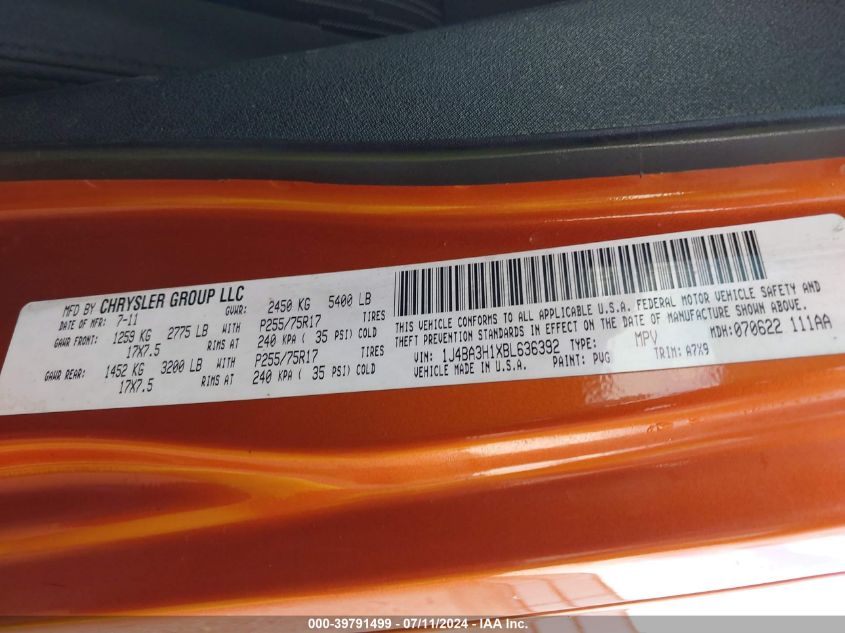 MFD BY CHRYSLER GROUP LLC
DATE OF MFR: 7-11 GVWR: 2450 KG 5400 LB
GAWR FRONT: 1259 KG 2775 LB WITH P255/75R17 TIRES
17X7.5 RIMS AT 240 KPA ( 35 PSI) COLD
GAWR REAR: 1452 KG 3200 LB WITH P255/75R17 TIRES
17X7.5 RIMS AT 240 KPA ( 35 PSI) COLD
THIS VEHICLE CONFORMS TO ALL APPLICABLE U.S.A. FEDERAL MOTOR VEHICLE SAFETY AND
THEFT PREVENTION STANDARDS IN EFFECT ON THE DATE OF MANUFACTURE SHOWN ABOVE.
VIN: 1J4BA3H1XBL636392 TYPE: MPV MDH:070622 111AA
VEHICLE MADE IN U.S.A. PAINT: PVG TRIM: A7X9
000-39791499 / 07/11/2024 - IAA Inc.